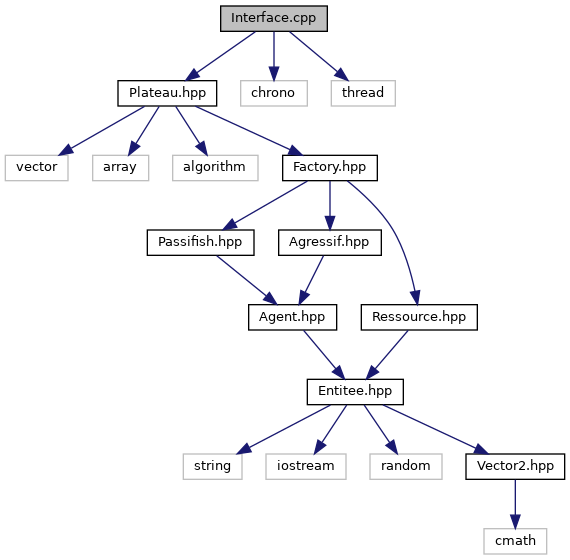 Interface.cpp
Plateau.hpp
chrono
thread
vector
array
algorithm
Factory.hpp
Passifish.hpp
Agressif.hpp
Agent.hpp
Ressource.hpp
Entitee.hpp
string
iostream
random
Vector2.hpp
cmath